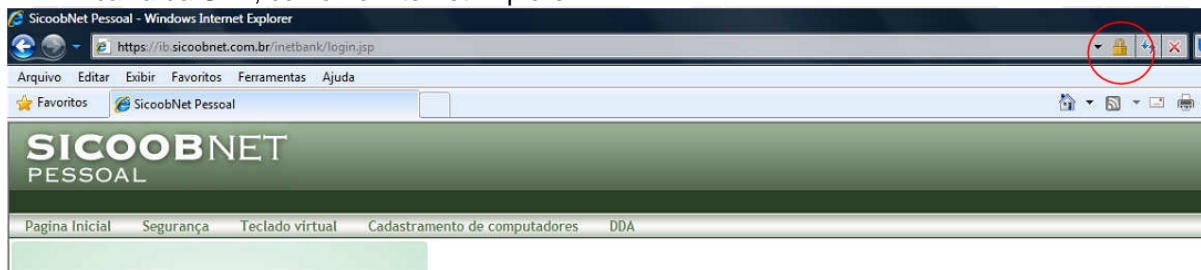 SicoobNet Pessoal - Windows Internet Explorer
https://ib.sicoobnet.com.br/inetbank/login.jsp
Arquivo Editar Exibir Favoritos Ferramentas Ajuda
Favoritos SicoobNet Pessoal
SICOOBNET
PESSOAL
Pagina Inicial Segurança Teclado virtual Cadastramento de computadores DDA